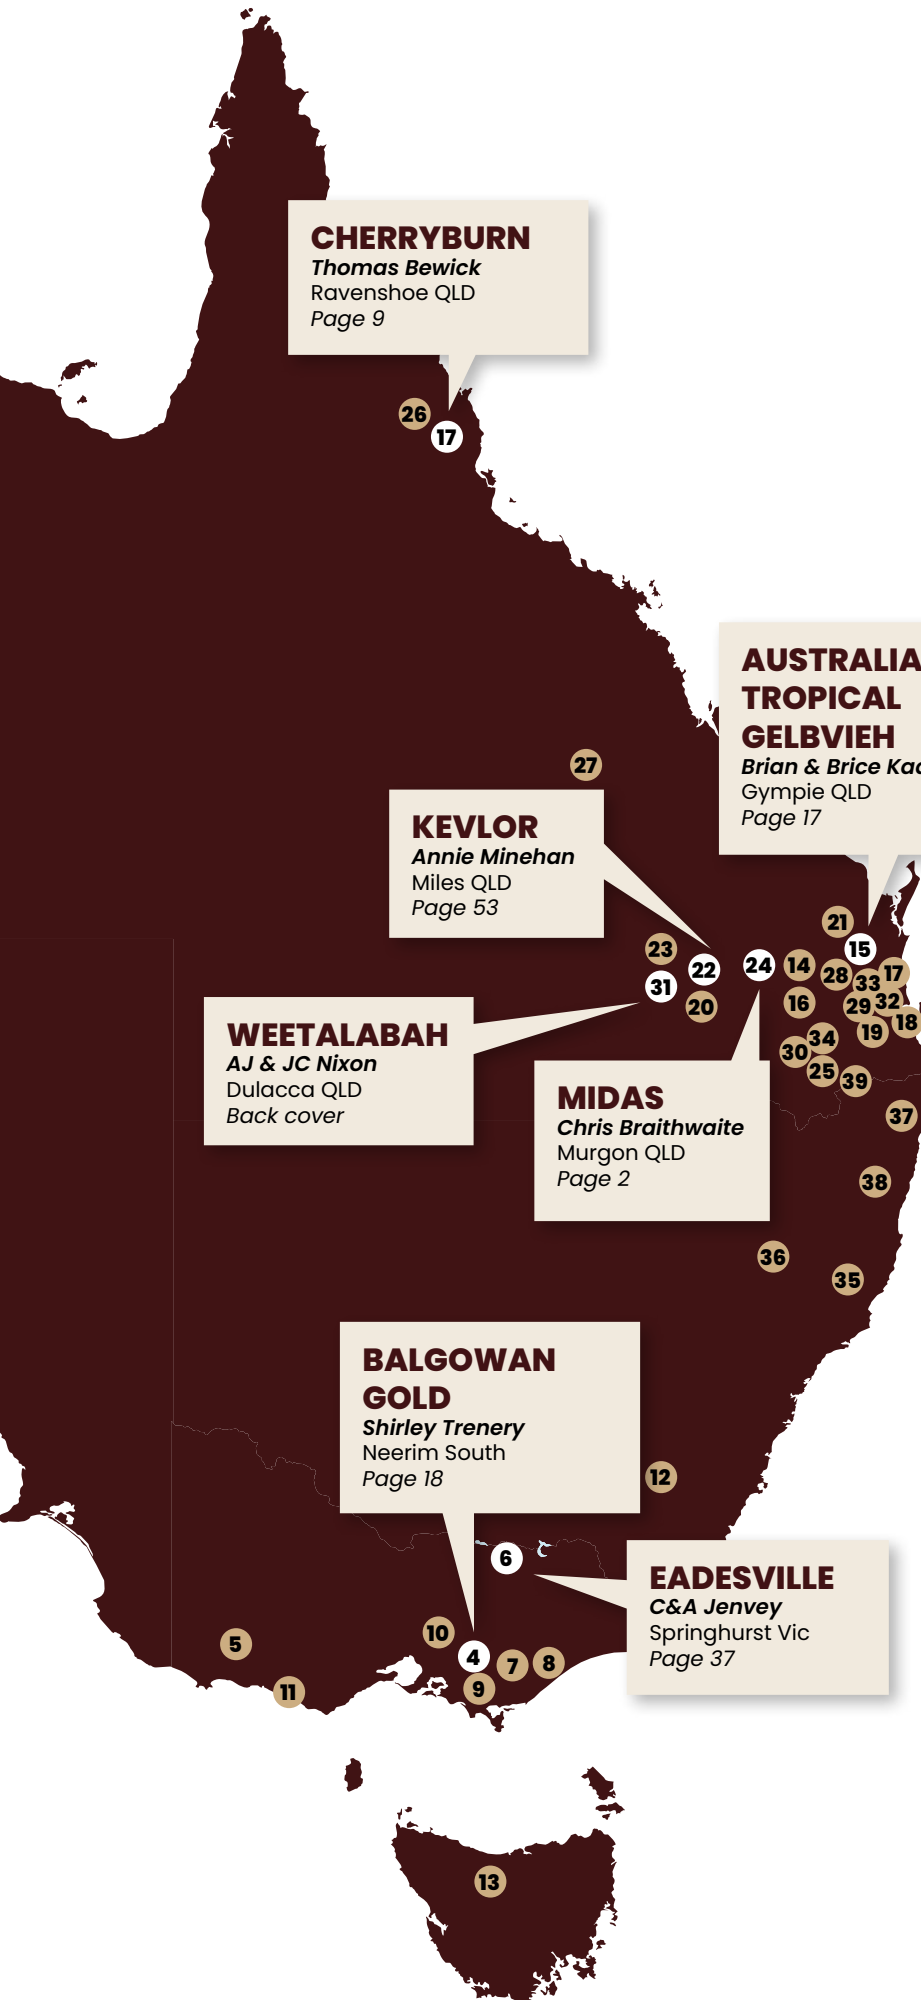 CHERRYBURN
Thomas Bewick
Ravenshoe QLD
Page 9
26
17
AUSTRALIA
TROPICAL
GELBVIEH
Brian & Brice
Gympie QLD
Page 17
27
KEVLOR
Annie Minehan
Miles QLD
Page 53
21
15
23
22
24
14
28
33
17
31
20
16
29
32
18
19
34
30
25
39
WEETALABAH
AJ & JC Nixon
Dulacca QLD
Back cover
MIDAS
Chris Braithwaite
Murgon QLD
Page 2
37
38
36
35
BALGOWAN
GOLD
Shirley Trenery
Neerim South
Page 18
12
6
EADESVILLE
C&A Jenvey
Springhurst Vic
Page 37
10
5
4
7
8
9
11
13